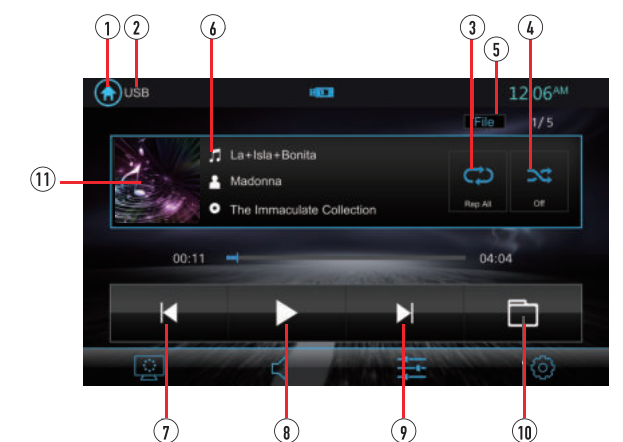 1 2 6 3 5 4
USB 12:06AM
File 1/5
La+Isla+Bonita
Madonna
The Immaculate Collection
Rep All Off
11
00:11 04:04
7 8 9 10